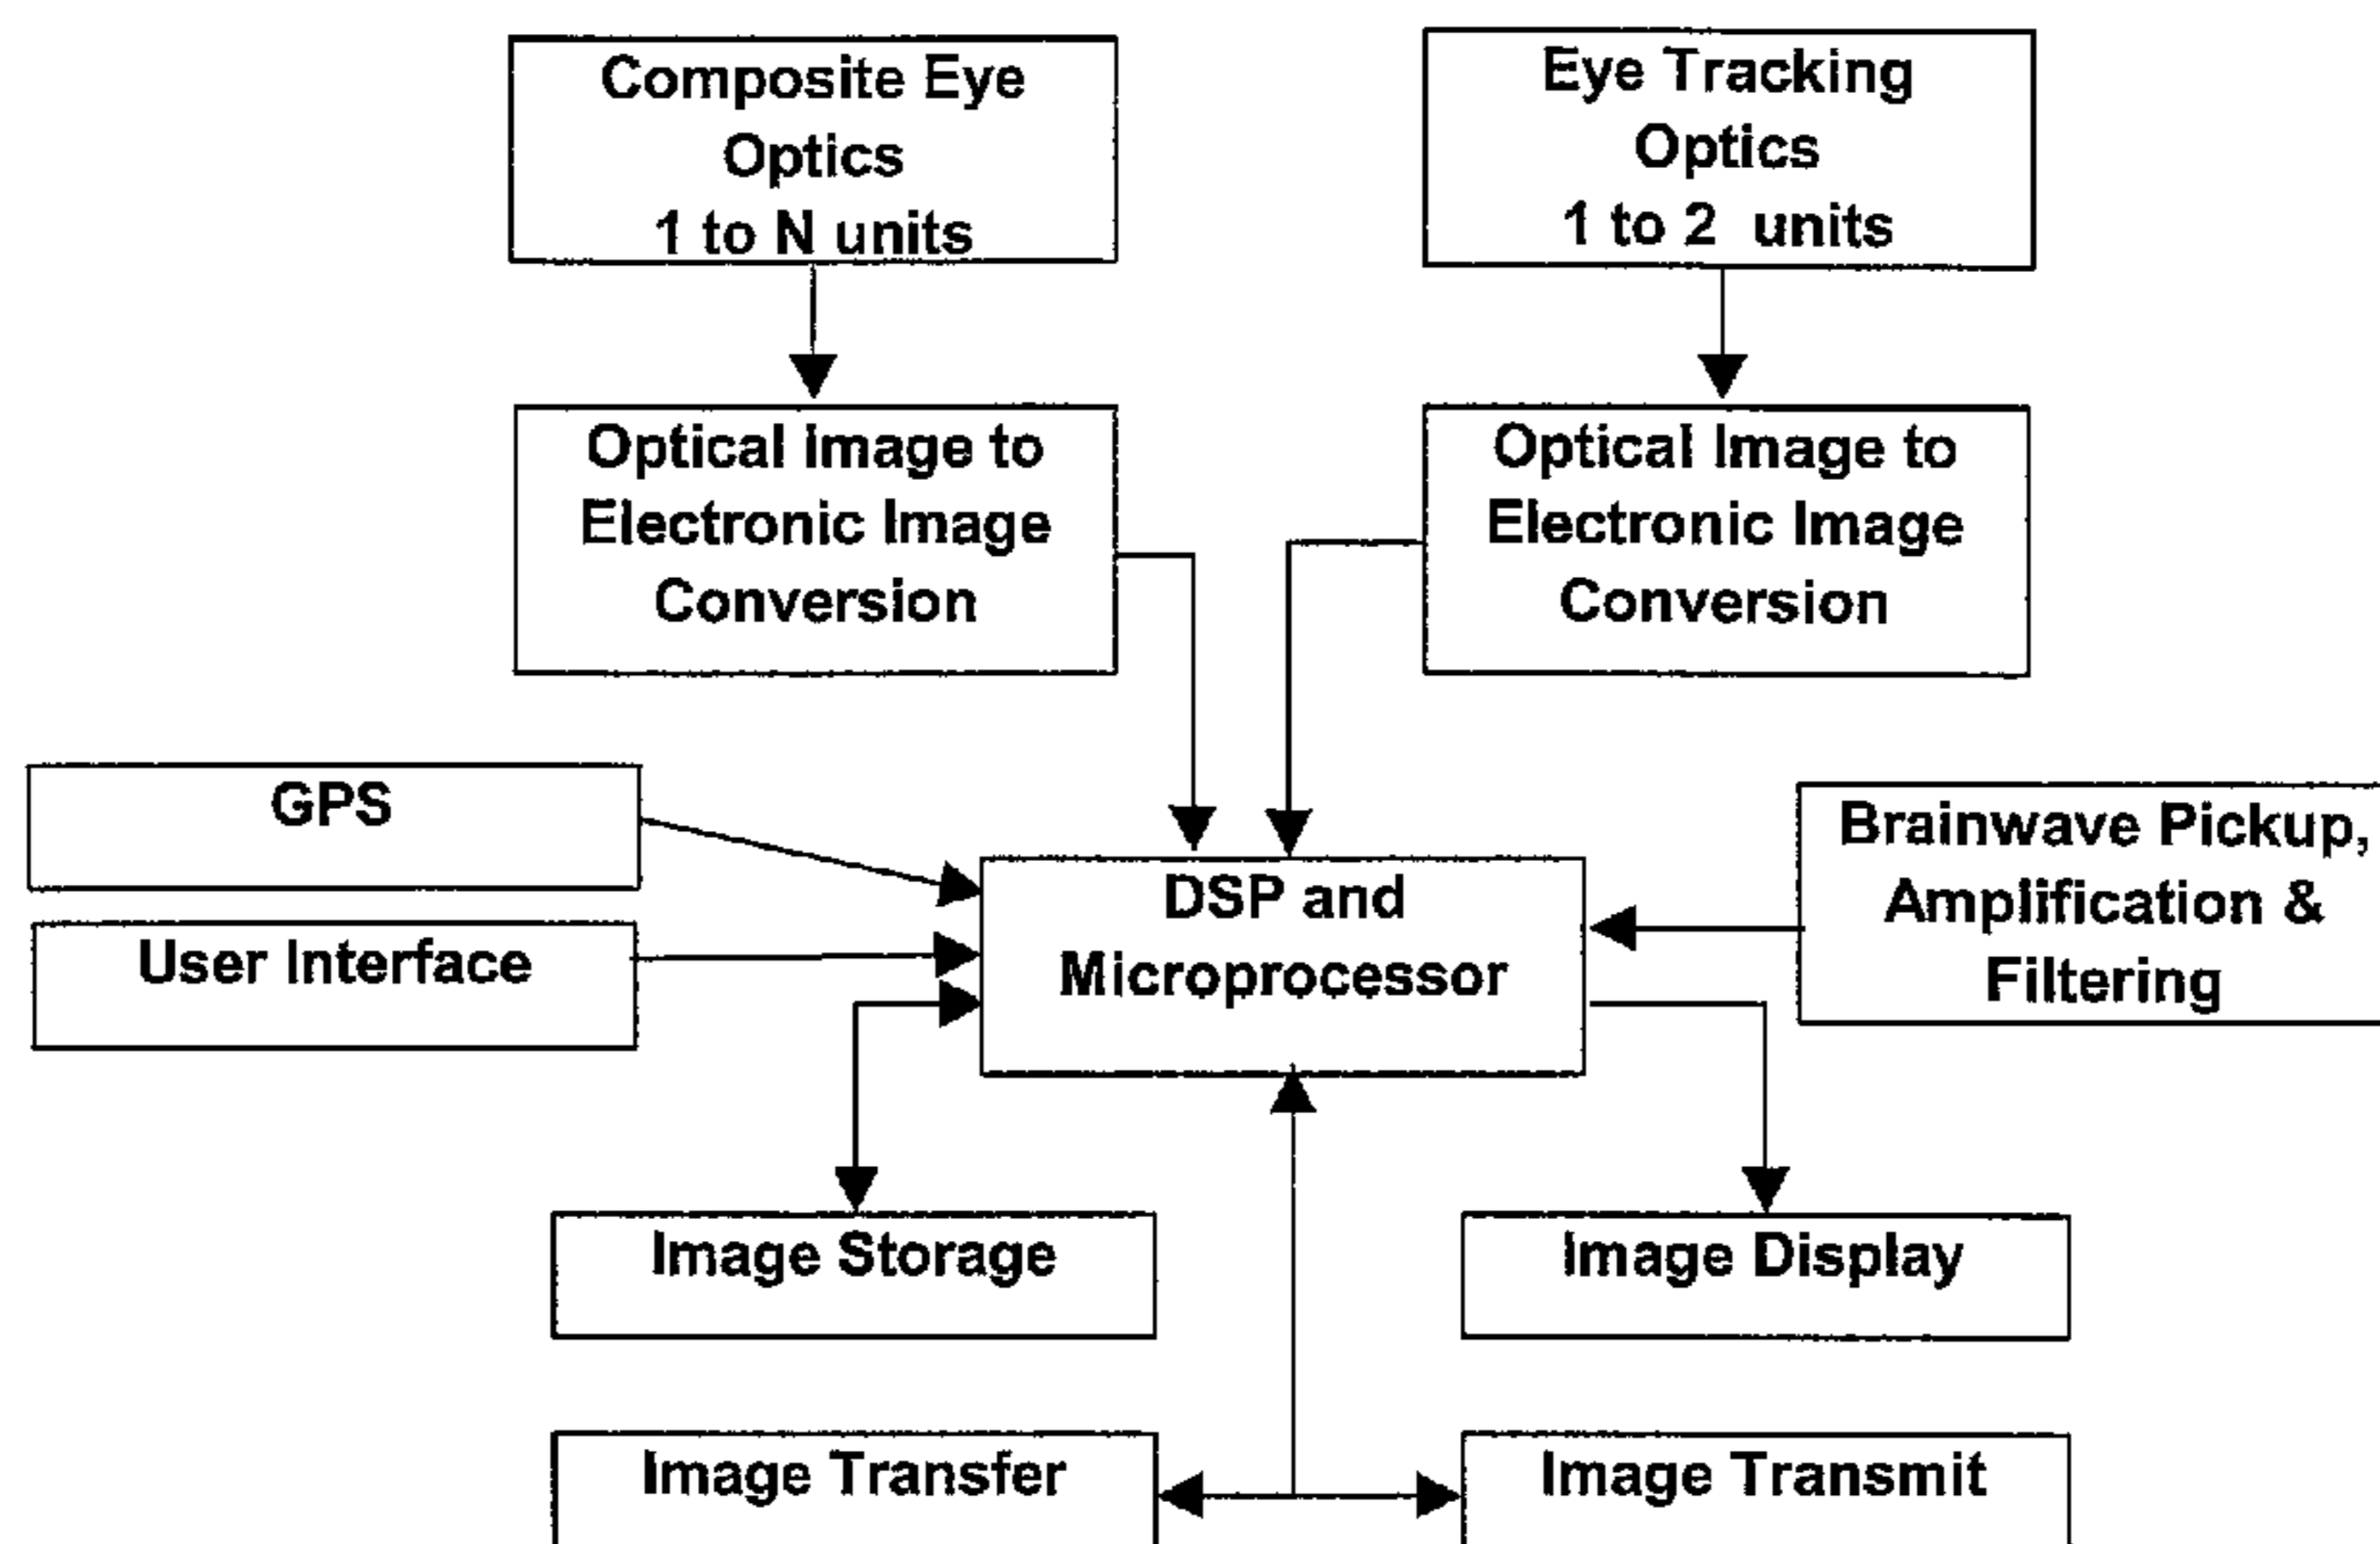 Composite Eye
Optics
1 to N units
Eye Tracking
Optics
1 to 2 units
Optical Image to
Electronic Image
Conversion
Optical Image to
Electronic Image
Conversion
GPS
User Interface
DSP and
Microprocessor
Brainwave Pickup,
Amplification &
Filtering
Image Storage
Image Display
Image Transfer
Image Transmit